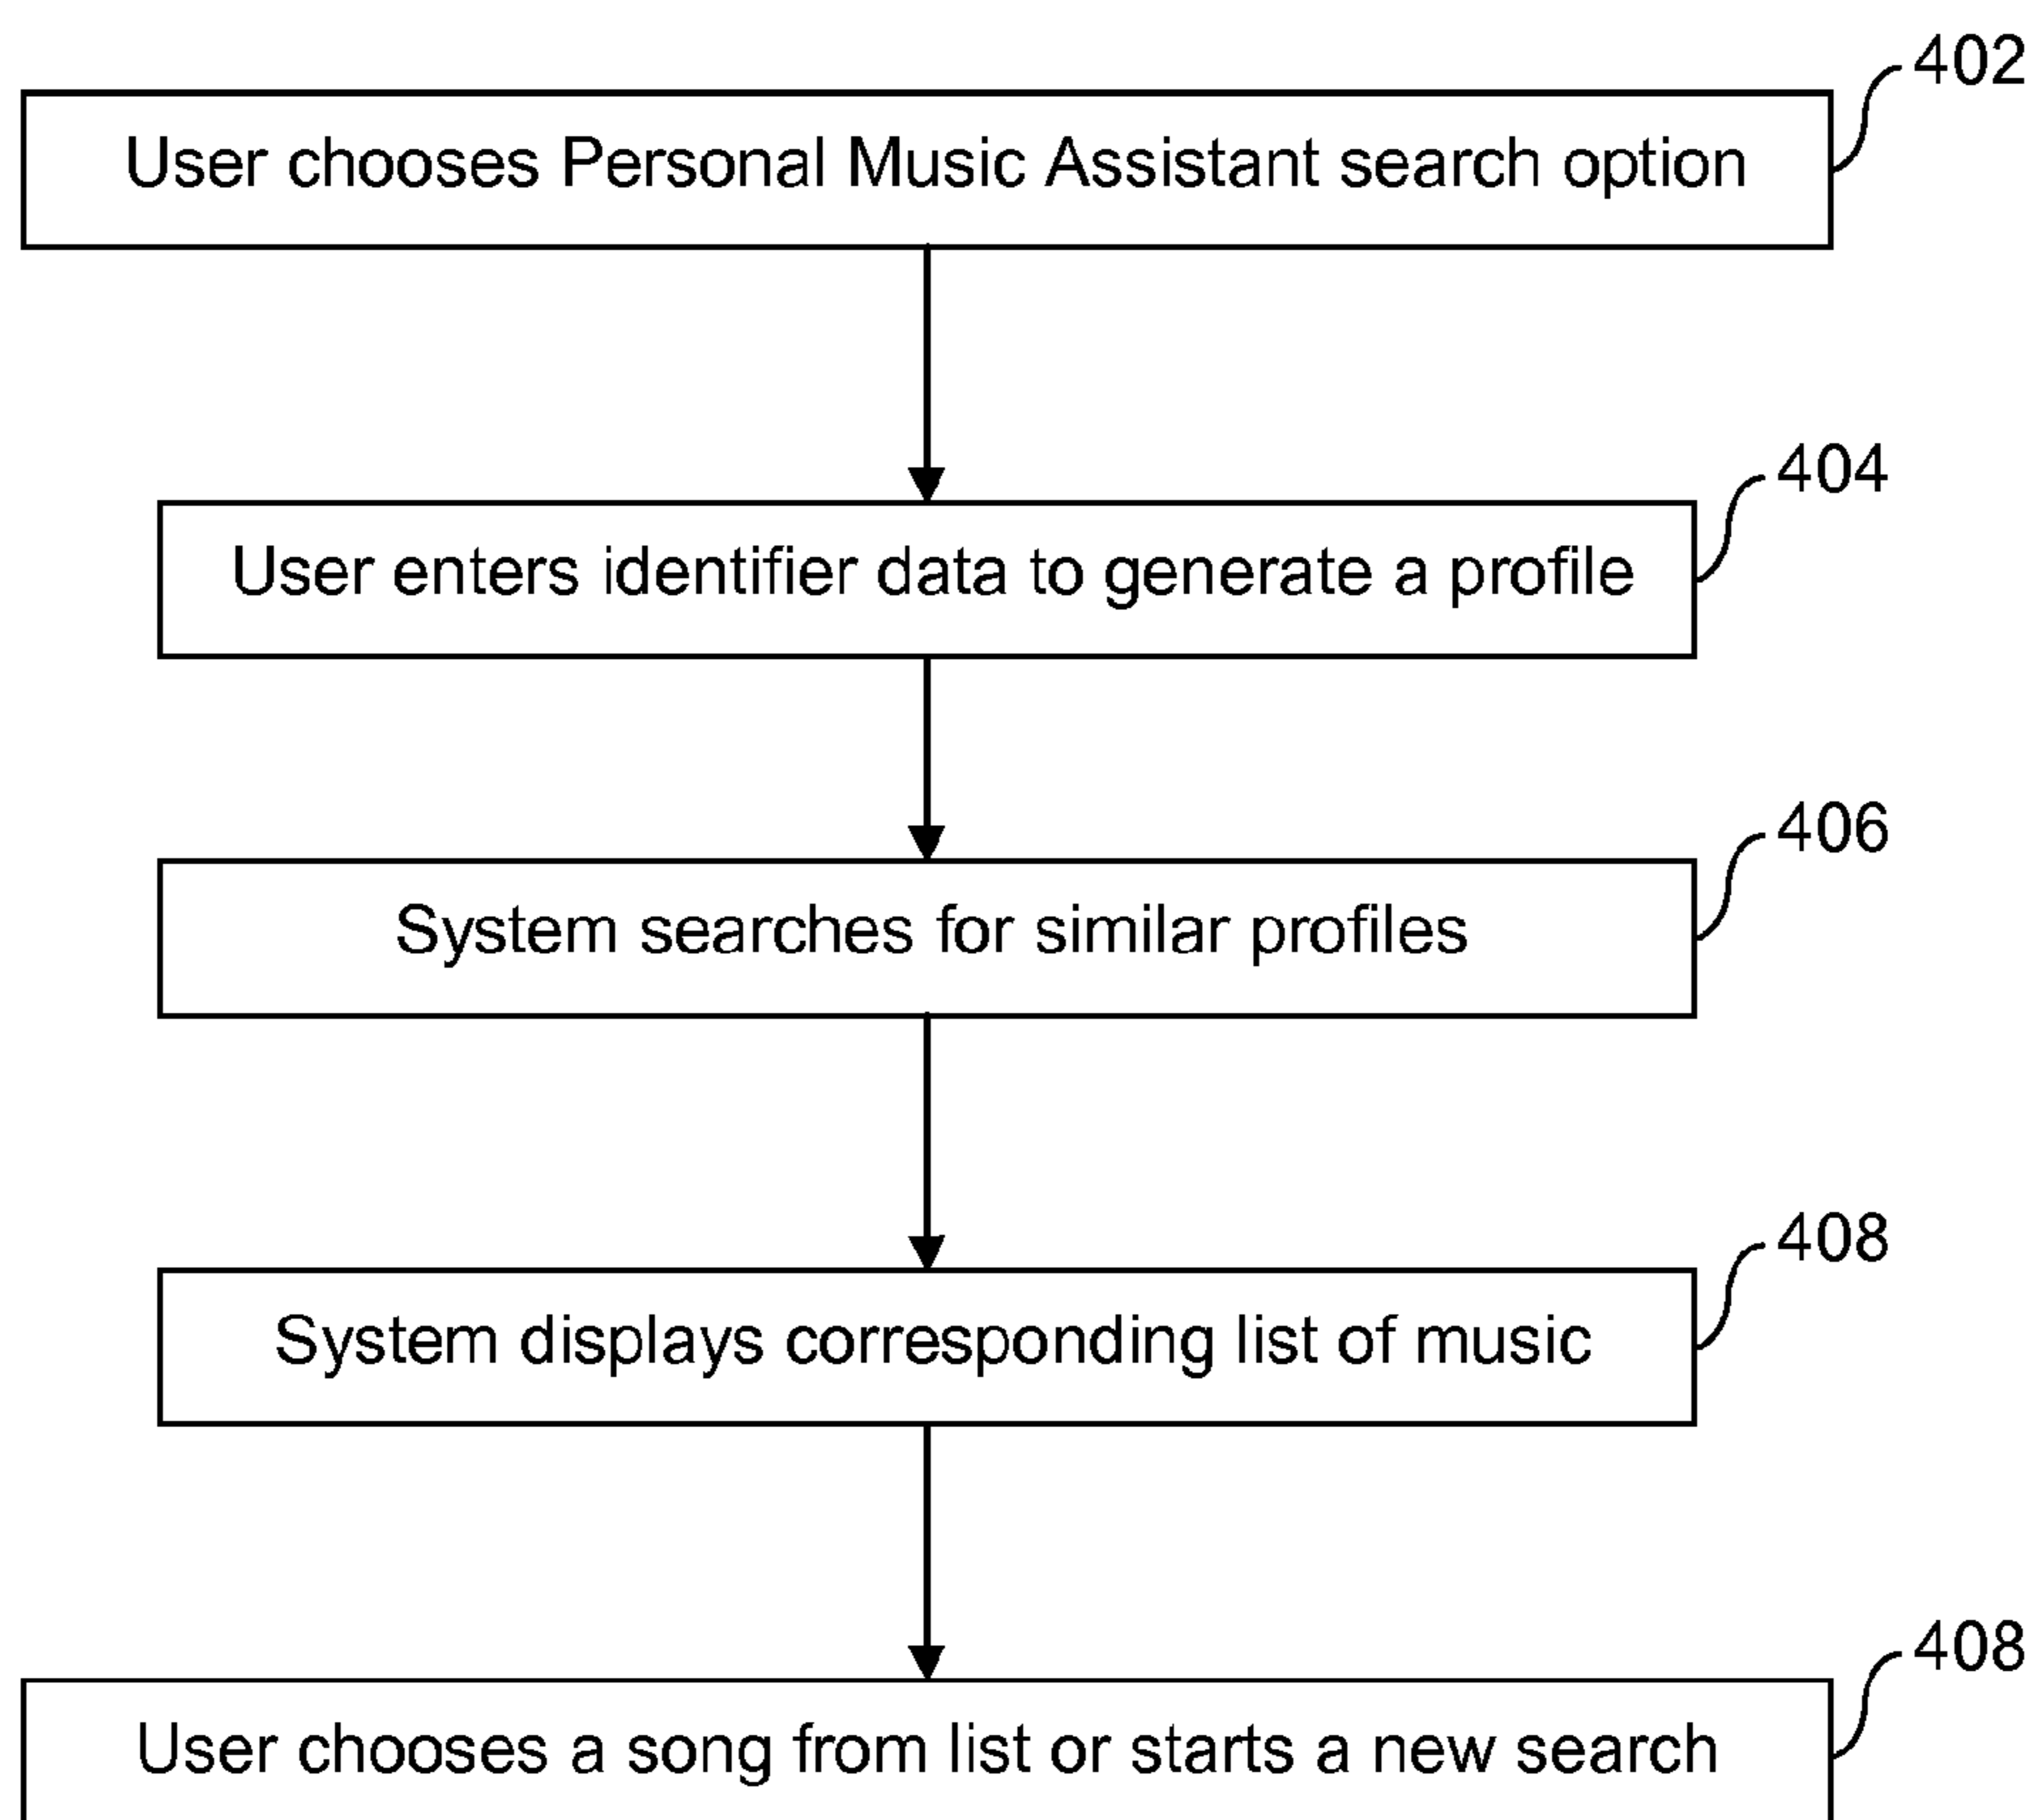 402
User chooses Personal Music Assistant search option
404
User enters identifier data to generate a profile
406
System searches for similar profiles
408
System displays corresponding list of music
408
User chooses a song from list or starts a new search